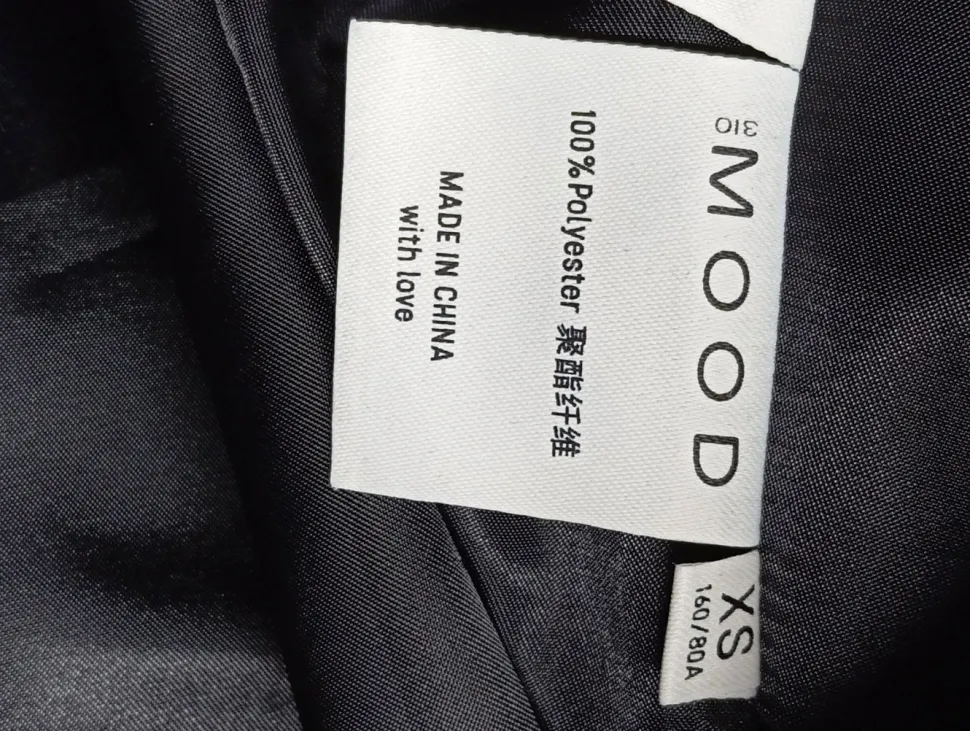 310
MOOD
100%Polyester 聚酯纤维
MADE IN CHINA
with love
XS
160/80A